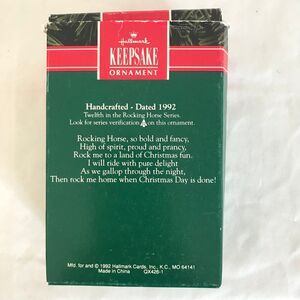 Hallmark
KEEPSAKE
ORNAMENT
Handcrafted - Dated 1992
Twelfth in the Rocking Horse Series.
Look for series verification on this ornament.
Rocking Horse, so bold and fancy,
High of spirit, proud and prancy,
Rock me to a land of Christmas fun.
I will ride with pure delight
As we gallop through the night,
Then rock me home when Christmas Day is done!
Mfd. for and © 1992 Hallmark Cards, Inc., K.C., MO 64141
Made in China QX426-1